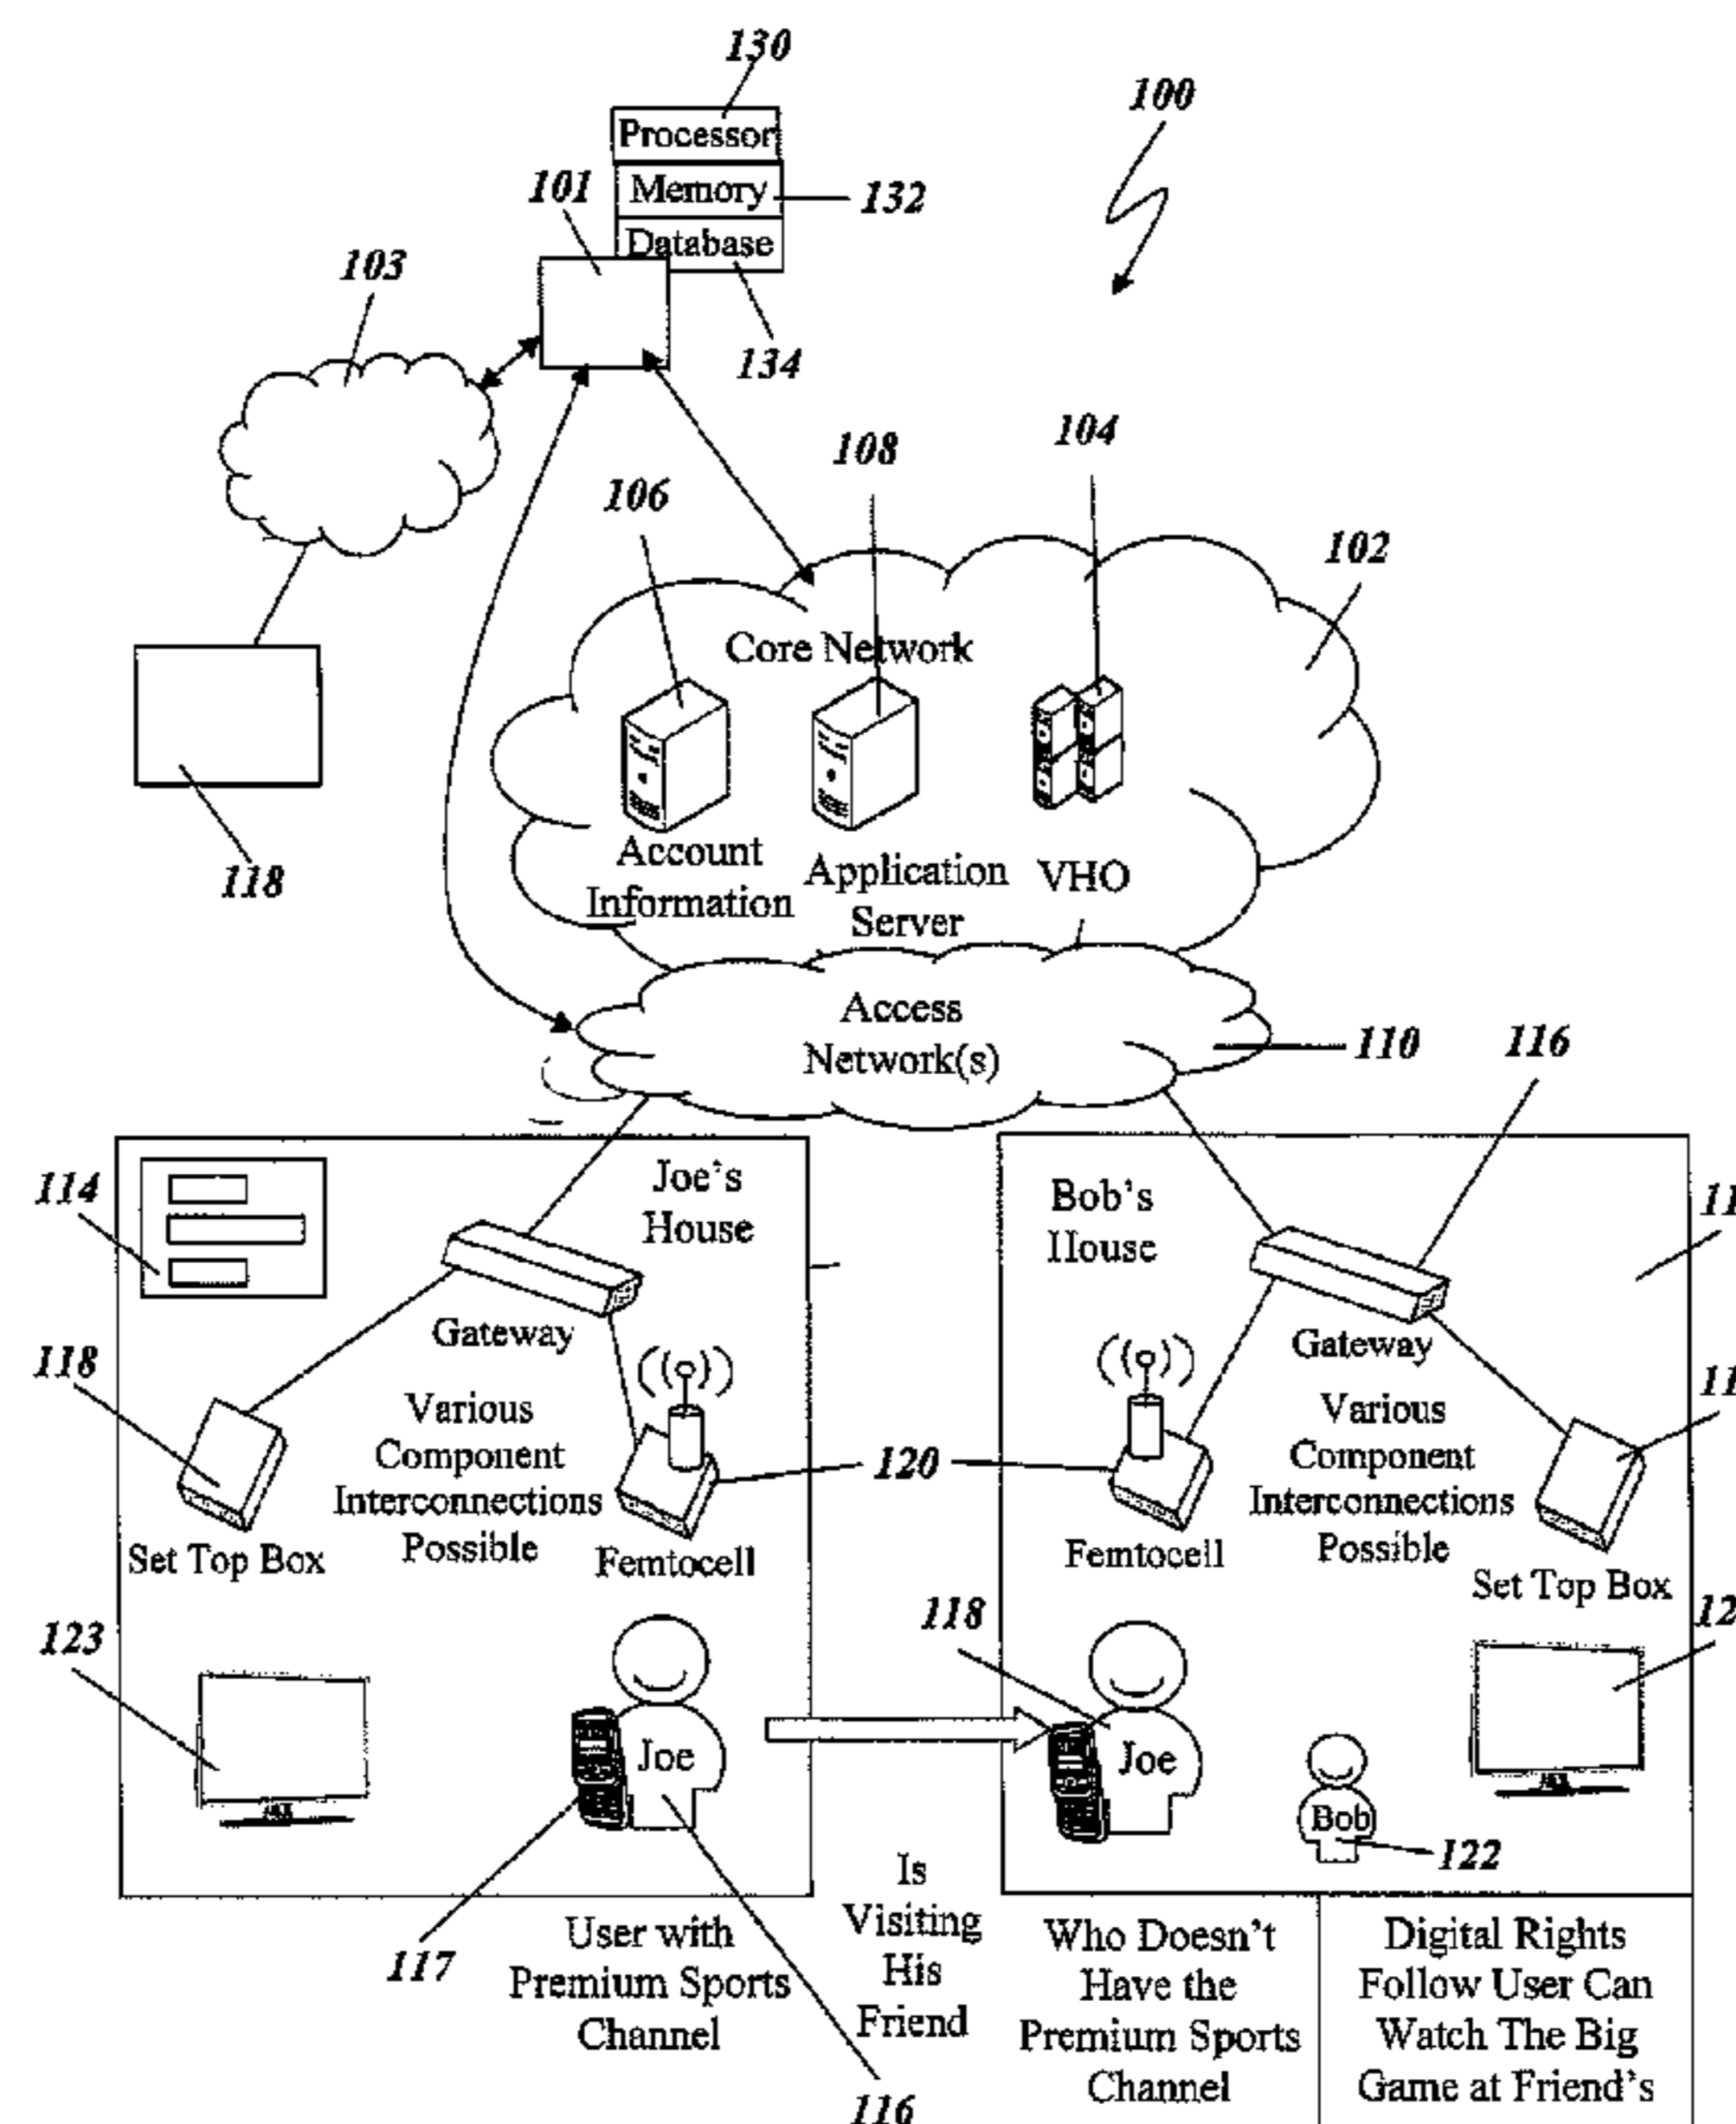 130
100
Processor
101
Memory
132
Database
103
134
104
108
106
102
Core Network
118
Account
Information
Application
Server
VHO
Access
Network(s)
110
116
114
Joe's
House
Bob's
House
Gateway
Gateway
118
Various
Component
Interconnections
Possible
Various
Component
Interconnections
Possible
120
Set Top Box
Femtocell
Femtocell
Set Top Box
123
118
Joe
Joe
Bob
122
117
User with
Premium Sports
Channel
Is
Visiting
His
Friend
Who Doesn't
Have the
Premium Sports
Channel
Digital Rights
Follow User Can
Watch The Big
Game at Friend's
116